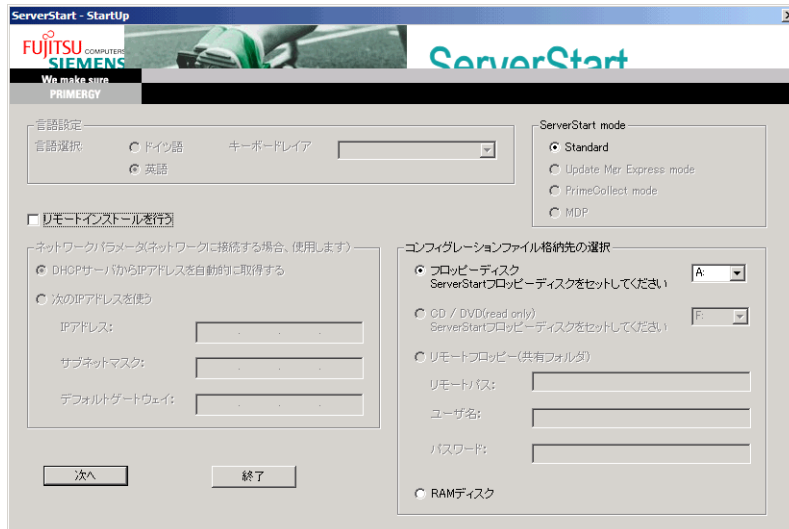 ServerStart - StartUp
FUJITSU COMPUTERS
SIEMENS
ServerStart
We make sure
PRIMERGY
言語設定
言語選択:
ドイツ語
英語
キーボードレイア
ServerStart mode
Standard
Update Mgr Express mode
PrimeCollect mode
MDP
リモートインストールを行う
ネットワークパラメータ(ネットワークに接続する場合、使用します)
DHCPサーバからIPアドレスを自動的に取得する
次のIPアドレスを使う
IPアドレス:
サブネットマスク:
デフォルトゲートウェイ:
コンフィグレーションファイル格納先の選択
フロッピーディスク
ServerStartフロッピーディスクをセットしてください
A:
CD / DVD(read only)
ServerStartフロッピーディスクをセットしてください
F:
リモートフロッピー(共有フォルダ)
リモートパス:
ユーザ名:
パスワード:
RAMディスク
次へ
終了